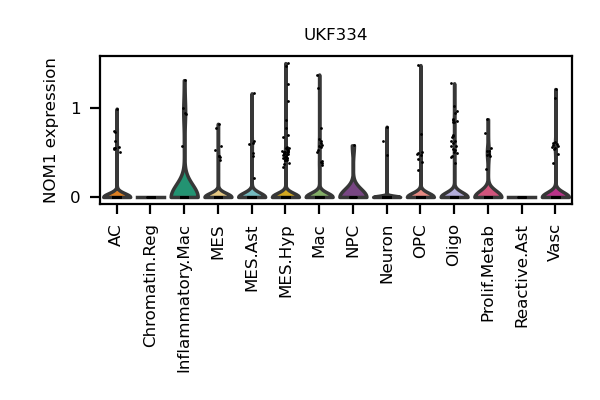 UKF334
NOM1 expression
1
0
AC
Chromatin.Reg
Inflammatory.Mac
MES
MES.Ast
MES.Hyp
Mac
NPC
Neuron
OPC
Oligo
Prolif.Metab
Reactive.Ast
Vasc